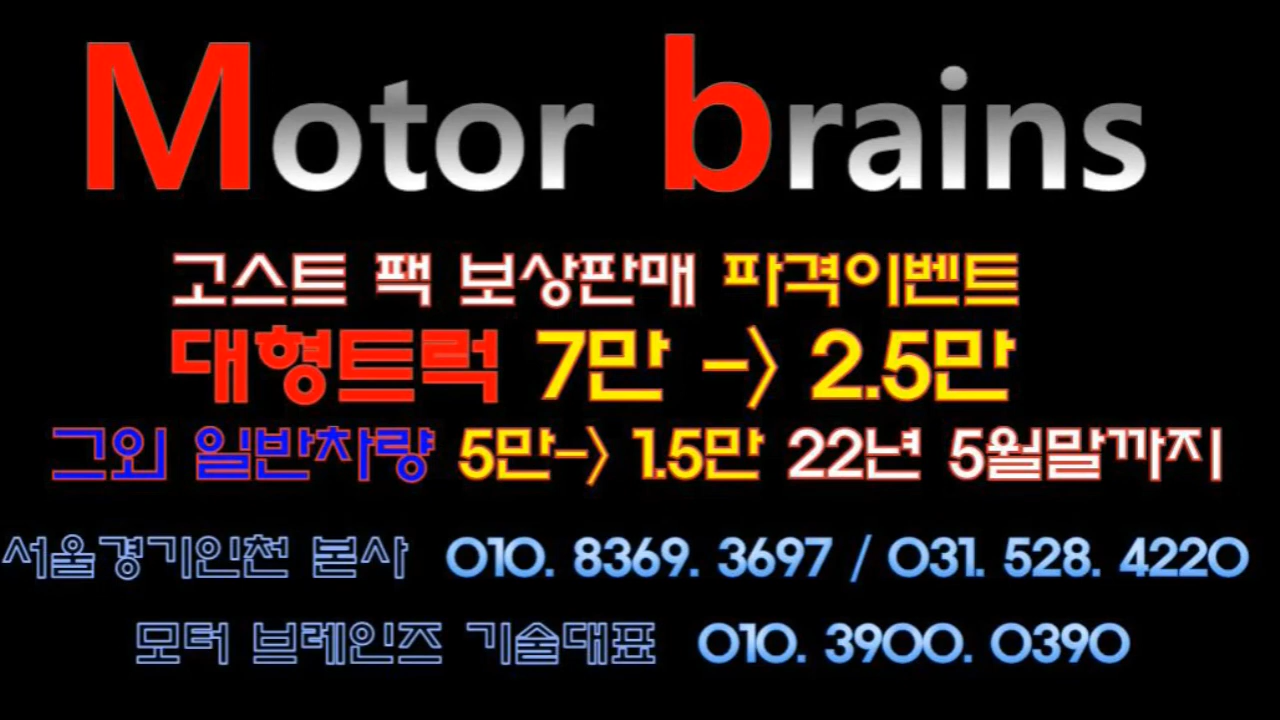 Motor brains
고스트 팩 보상판매 파격이벤트
대형트럭 7만 -> 2.5만
그외 일반차량 5만-> 1.5만 22년 5월말까지
서울경기인천 본사 010. 8369. 3697 / 031. 528. 4220
모터 브레인즈 기술대표 010. 3900. 0390